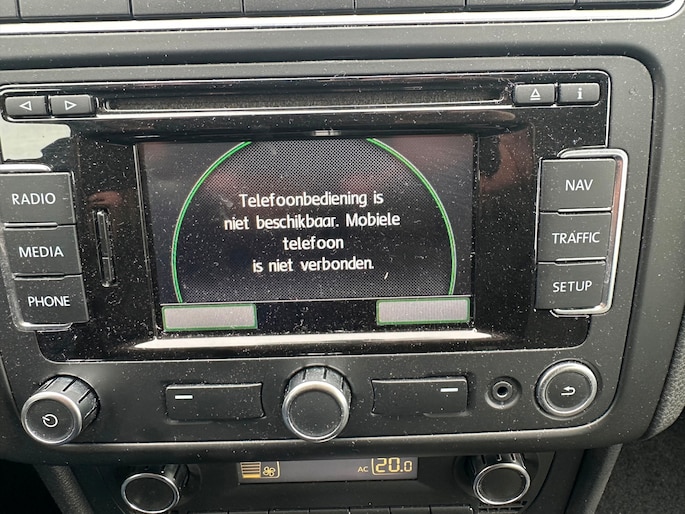 i
RADIO
NAV
Telefoonbediening is
niet beschikbaar. Mobiele
telefoon
is niet verbonden.
MEDIA
TRAFFIC
PHONE
SETUP
AC 20.0